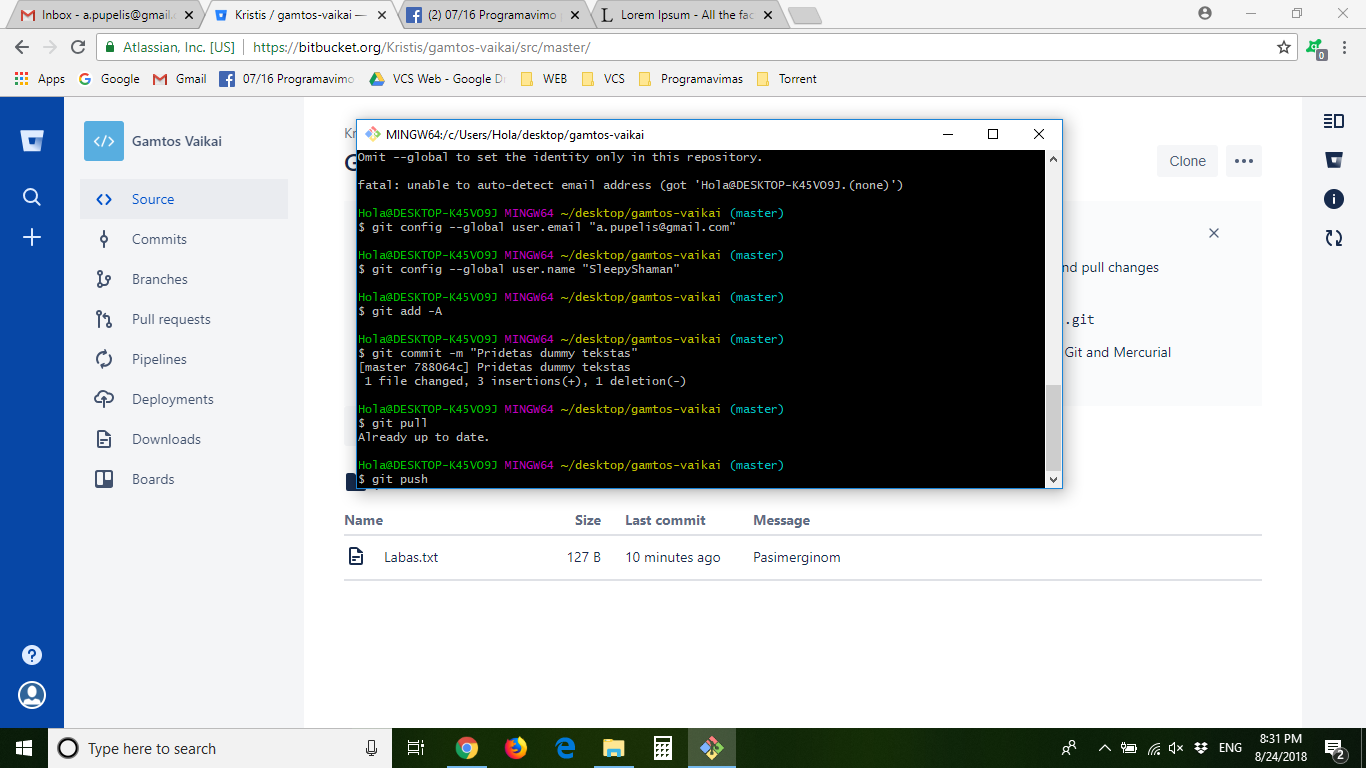 Inbox - a.pupelis@gmail.c
Kristis / gamtos-vaikai —
(2) 07/16 Programavimo
Lorem Ipsum - All the fac
Atlassian, Inc. [US]
https://bitbucket.org/Kristis/gamtos-vaikai/src/master/
0
Apps
Google
Gmail
07/16 Programavimo
VCS Web - Google Dr
WEB
VCS
Programavimas
Torrent
Gamtos Vaikai
Source
Commits
Branches
Pull requests
Pipelines
Deployments
Downloads
Boards
Kr
G
Clone
nd pull changes
.git
Git and Mercurial
MINGW64:/c/Users/Hola/desktop/gamtos-vaikai
Omit --global to set the identity only in this repository.
fatal: unable to auto-detect email address (got 'Hola@DESKTOP-K45VO9J.(none)')
Hola@DESKTOP-K45VO9J MINGW64 ~/desktop/gamtos-vaikai (master)
$ git config --global user.email "a.pupelis@gmail.com"
Hola@DESKTOP-K45VO9J MINGW64 ~/desktop/gamtos-vaikai (master)
$ git config --global user.name "SleepyShaman"
Hola@DESKTOP-K45VO9J MINGW64 ~/desktop/gamtos-vaikai (master)
$ git add -A
Hola@DESKTOP-K45VO9J MINGW64 ~/desktop/gamtos-vaikai (master)
$ git commit -m "Pridetas dummy tekstas"
[master 788064c] Pridetas dummy tekstas
1 file changed, 3 insertions(+), 1 deletion(-)
Hola@DESKTOP-K45VO9J MINGW64 ~/desktop/gamtos-vaikai (master)
$ git pull
Already up to date.
Hola@DESKTOP-K45VO9J MINGW64 ~/desktop/gamtos-vaikai (master)
$ git push
Name Size Last commit Message
Labas.txt 127 B 10 minutes ago Pasimerginom
Type here to search
ENG
8:31 PM
8/24/2018
2